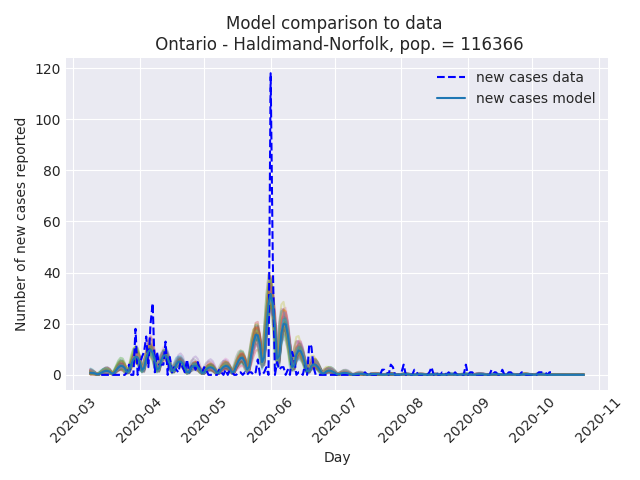 Model comparison to data
Ontario - Haldimand-Norfolk, pop. = 116366
new cases data
new cases model
Number of new cases reported
120
100
80
60
40
20
0
2020-03
2020-04
2020-05
2020-06
2020-07
2020-08
2020-09
2020-10
2020-11
Day